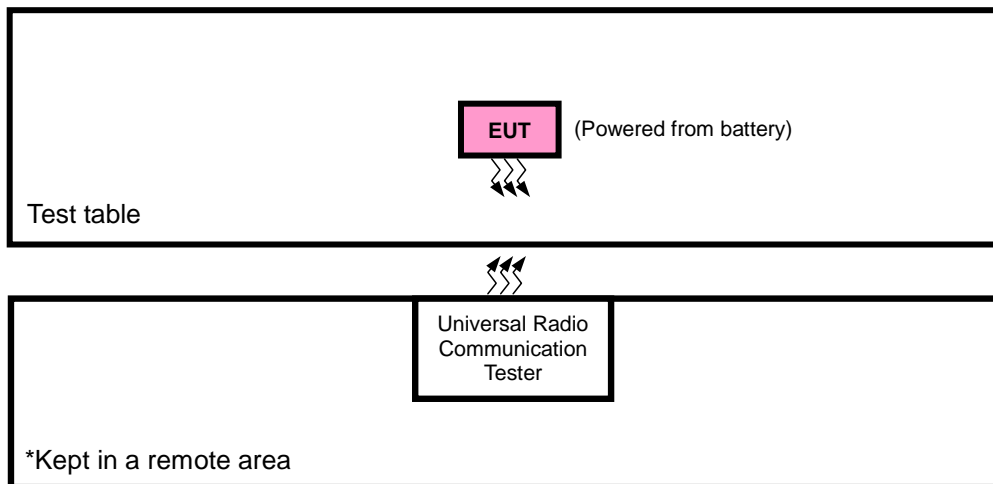 EUT
(Powered from battery)
Test table
Universal Radio
Communication
Tester
*Kept in a remote area